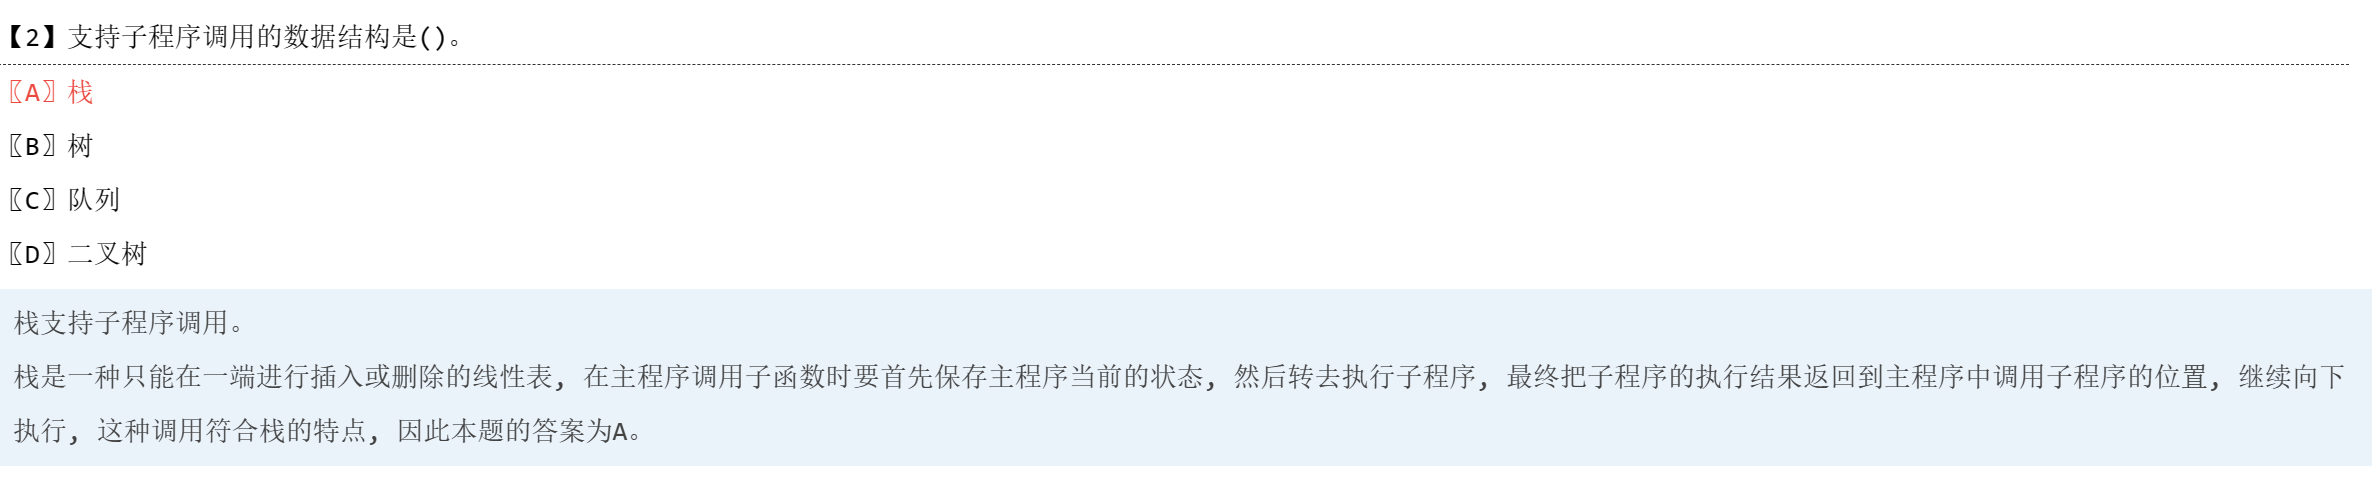 【2】支持子程序调用的数据结构是()。
〖A〗栈
〖B〗树
〖C〗队列
〖D〗二叉树
栈支持子程序调用。
栈是一种只能在一端进行插入或删除的线性表, 在主程序调用子函数时要首先保存主程序当前的状态, 然后转去执行子程序, 最终把子程序的执行结果返回到主程序中调用子程序的位置, 继续向下
执行, 这种调用符合栈的特点, 因此本题的答案为A。